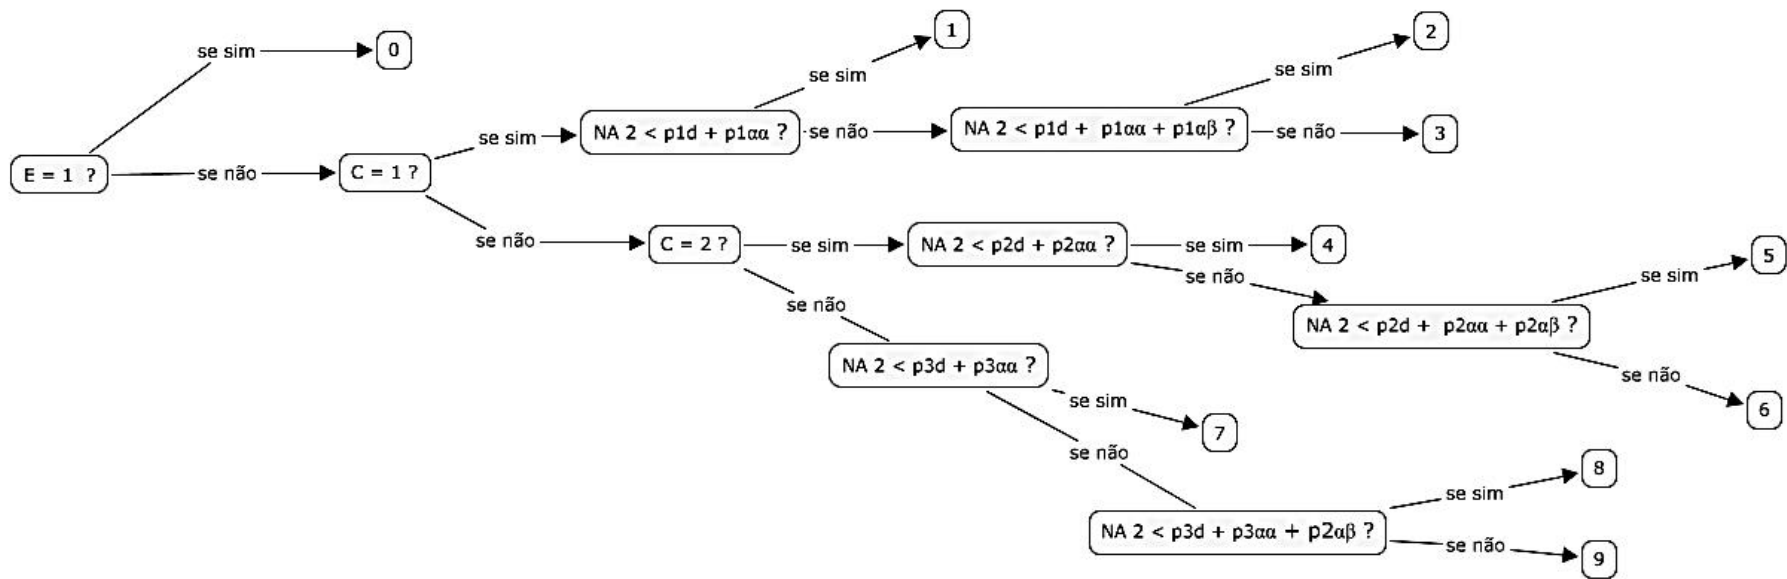 se sim
0
E = 1 ?
se não
C = 1 ?
se sim
NA 2 < p1d + p1αα ?
se sim
1
se não
NA 2 < p1d + p1αα + p1αβ ?
se sim
2
se não
3
se não
C = 2 ?
se sim
NA 2 < p2d + p2αα ?
se sim
4
se não
NA 2 < p2d + p2αα + p2αβ ?
se sim
5
se não
6
se não
NA 2 < p3d + p3αα ?
se sim
7
se não
NA 2 < p3d + p3αα + p2αβ ?
se sim
8
se não
9